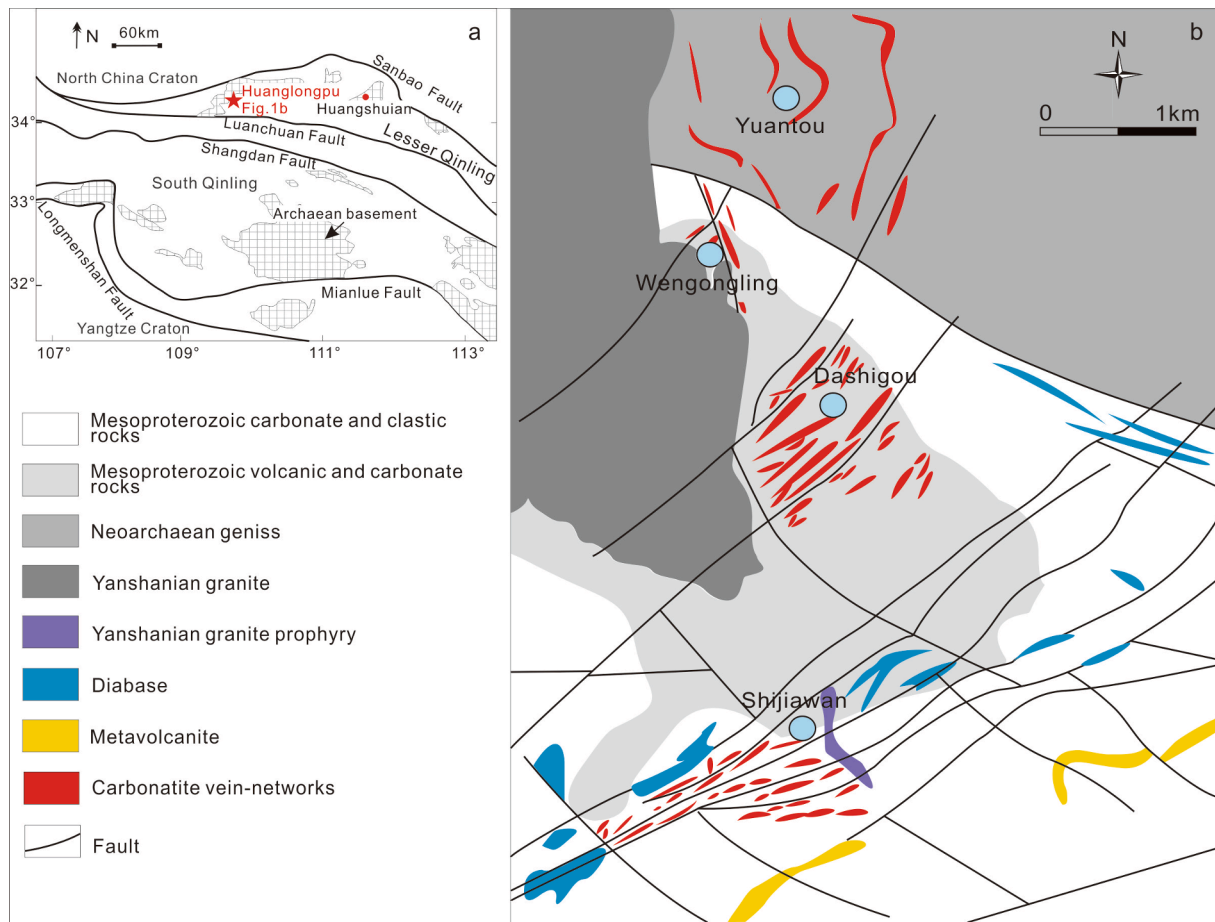 a
N
60km
North China Craton
Sanbao Fault
Huanglongpu
Fig.1b
Huangshuian
34°
Luanchuan Fault
Lesser Qinling
Shangdan Fault
South Qinling
33°
Archaean basement
Longmenshan Fault
32°
Mianlue Fault
Yangtze Craton
107°
109°
111°
113°
Mesoproterozoic carbonate and clastic
rocks
Mesoproterozoic volcanic and carbonate
rocks
Neoarchaean geniss
Yanshanian granite
Yanshanian granite prophyry
Diabase
Metavolcanite
Carbonatite vein-networks
Fault
b
N
0 1km
Yuantou
Wengongling
Dashigou
Shijiawan